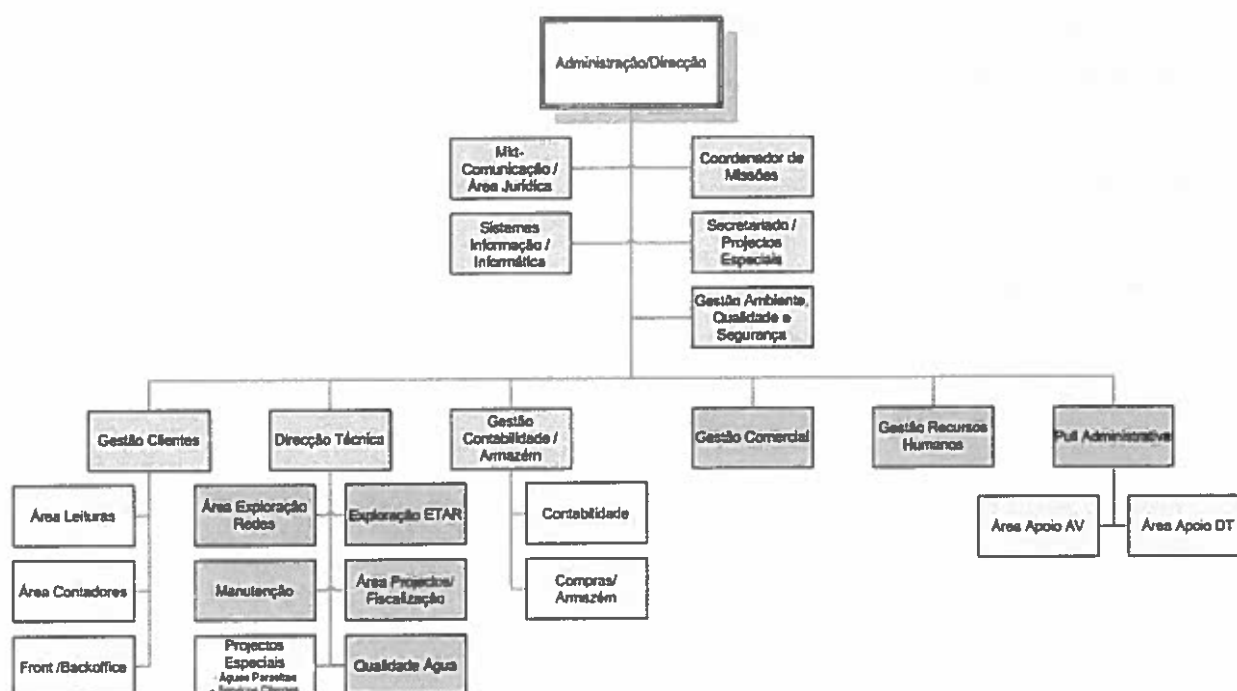 Administração/Direcção
Mkt-
Comunicação /
Área Jurídica
Coordenador de
Missões
Sistemas
Informação /
Informática
Secretariado /
Projectos
Especiais
Gestão Ambiente,
Qualidade e
Segurança
Gestão Clientes
Direcção Técnica
Gestão
Contabilidade /
Armazém
Gestão Comercial
Gestão Recursos
Humanos
Pull Administrativa
Área Leituras
Área Exploração
Redes
Exploração ETAR
Contabilidade
Área Apoio AV
Área Apoio DT
Área Contadores
Manutenção
Área Projectos/
Fiscalização
Compras/
Armazém
Front /Backoffice
Projectos
Especiais
- Águas Parasitas
- Serviços Clientes
Qualidade Água